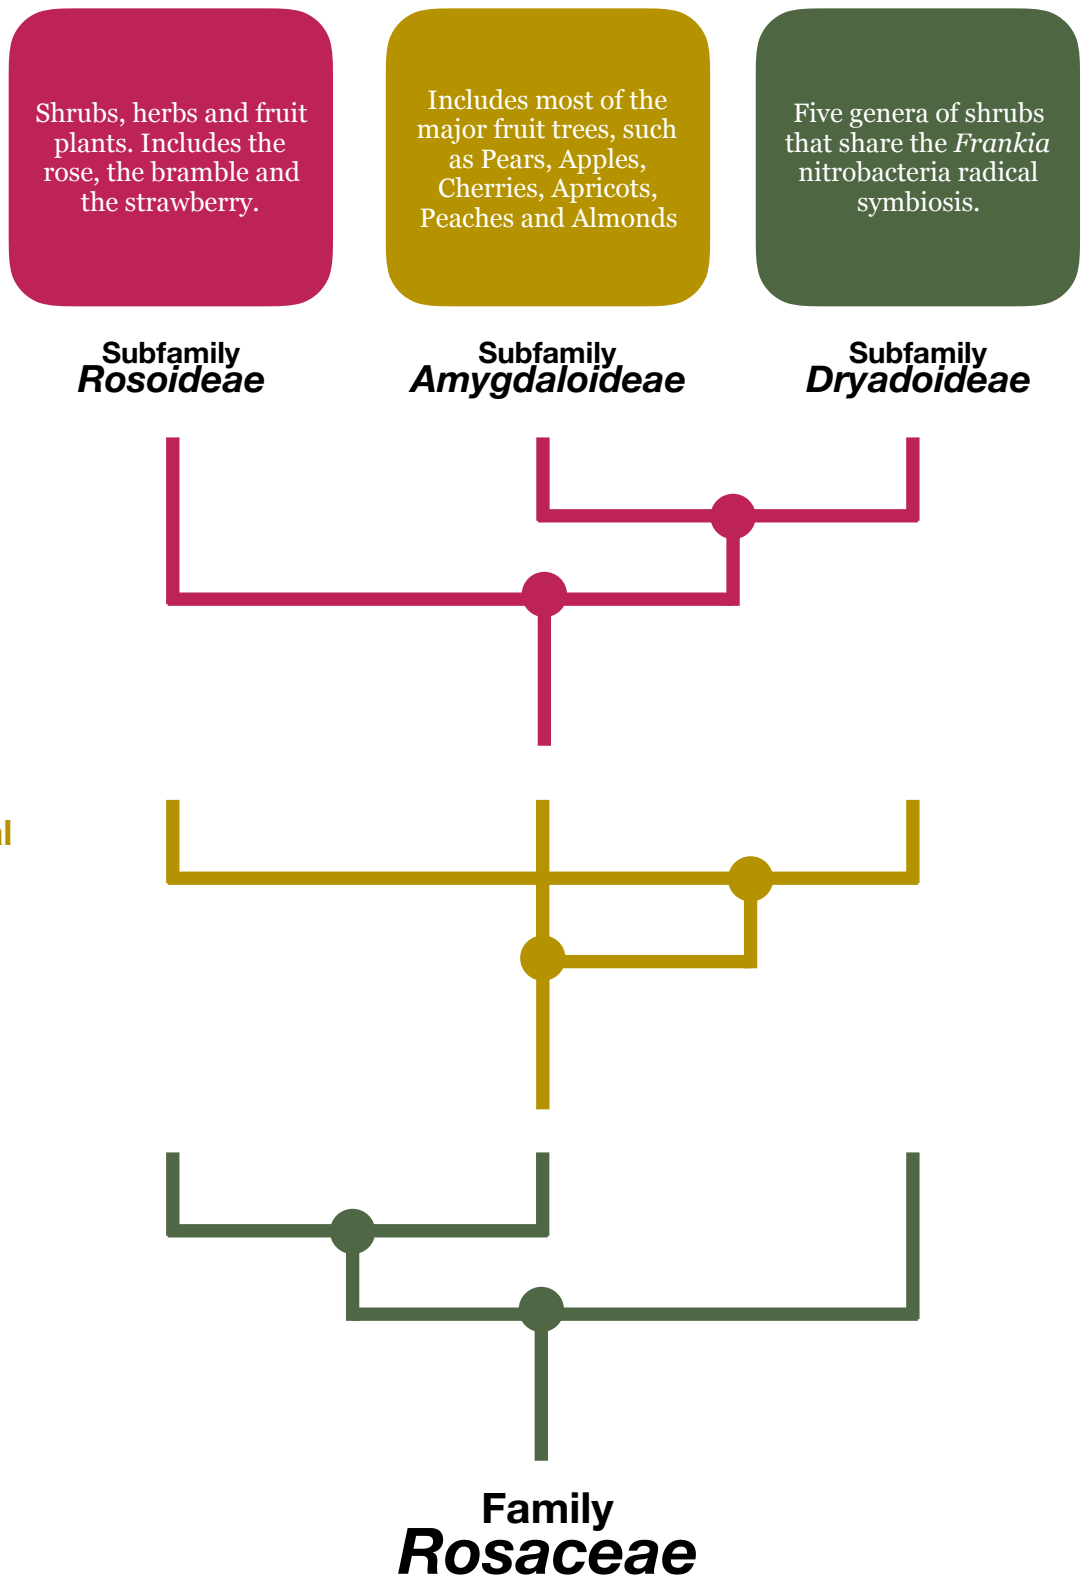 Shrubs, herbs and fruit
plants. Includes the
rose, the bramble and
the strawberry.
Includes most of the
major fruit trees, such
as Pears, Apples,
Cherries, Apricots,
Peaches and Almonds
Five genera of shrubs
that share the Frankia
nitrobacteria radical
symbiosis.
Subfamily
Rosoideae
Subfamily
Amygdaloideae
Subfamily
Dryadoideae
Family
Rosaceae